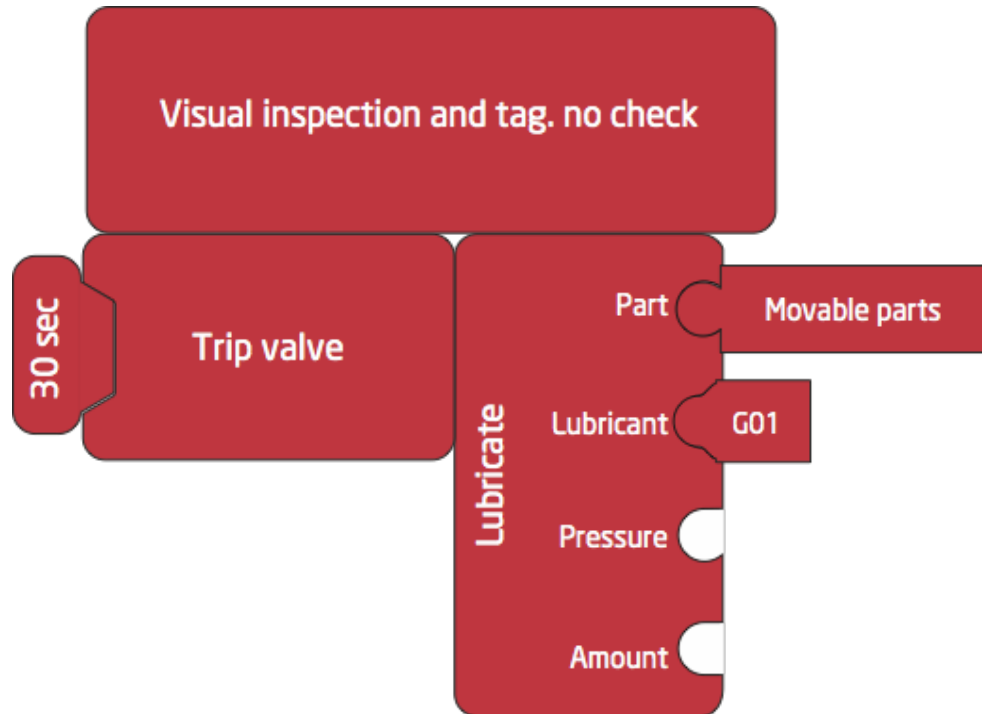 Visual inspection and tag. no check
30 sec
Trip valve
Lubricate
Part
Movable parts
Lubricant
G01
Pressure
Amount